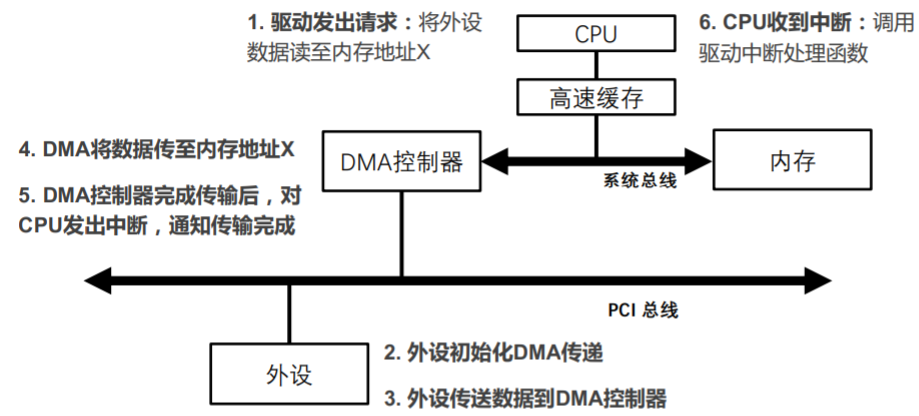 1. 驱动发出请求：将外设
数据读至内存地址X
CPU
6. CPU收到中断：调用
驱动中断处理函数
高速缓存
4. DMA将数据传至内存地址X
DMA控制器
内存
系统总线
5. DMA控制器完成传输后，对
CPU发出中断，通知传输完成
PCI 总线
外设
2. 外设初始化DMA传递
3. 外设传送数据到DMA控制器